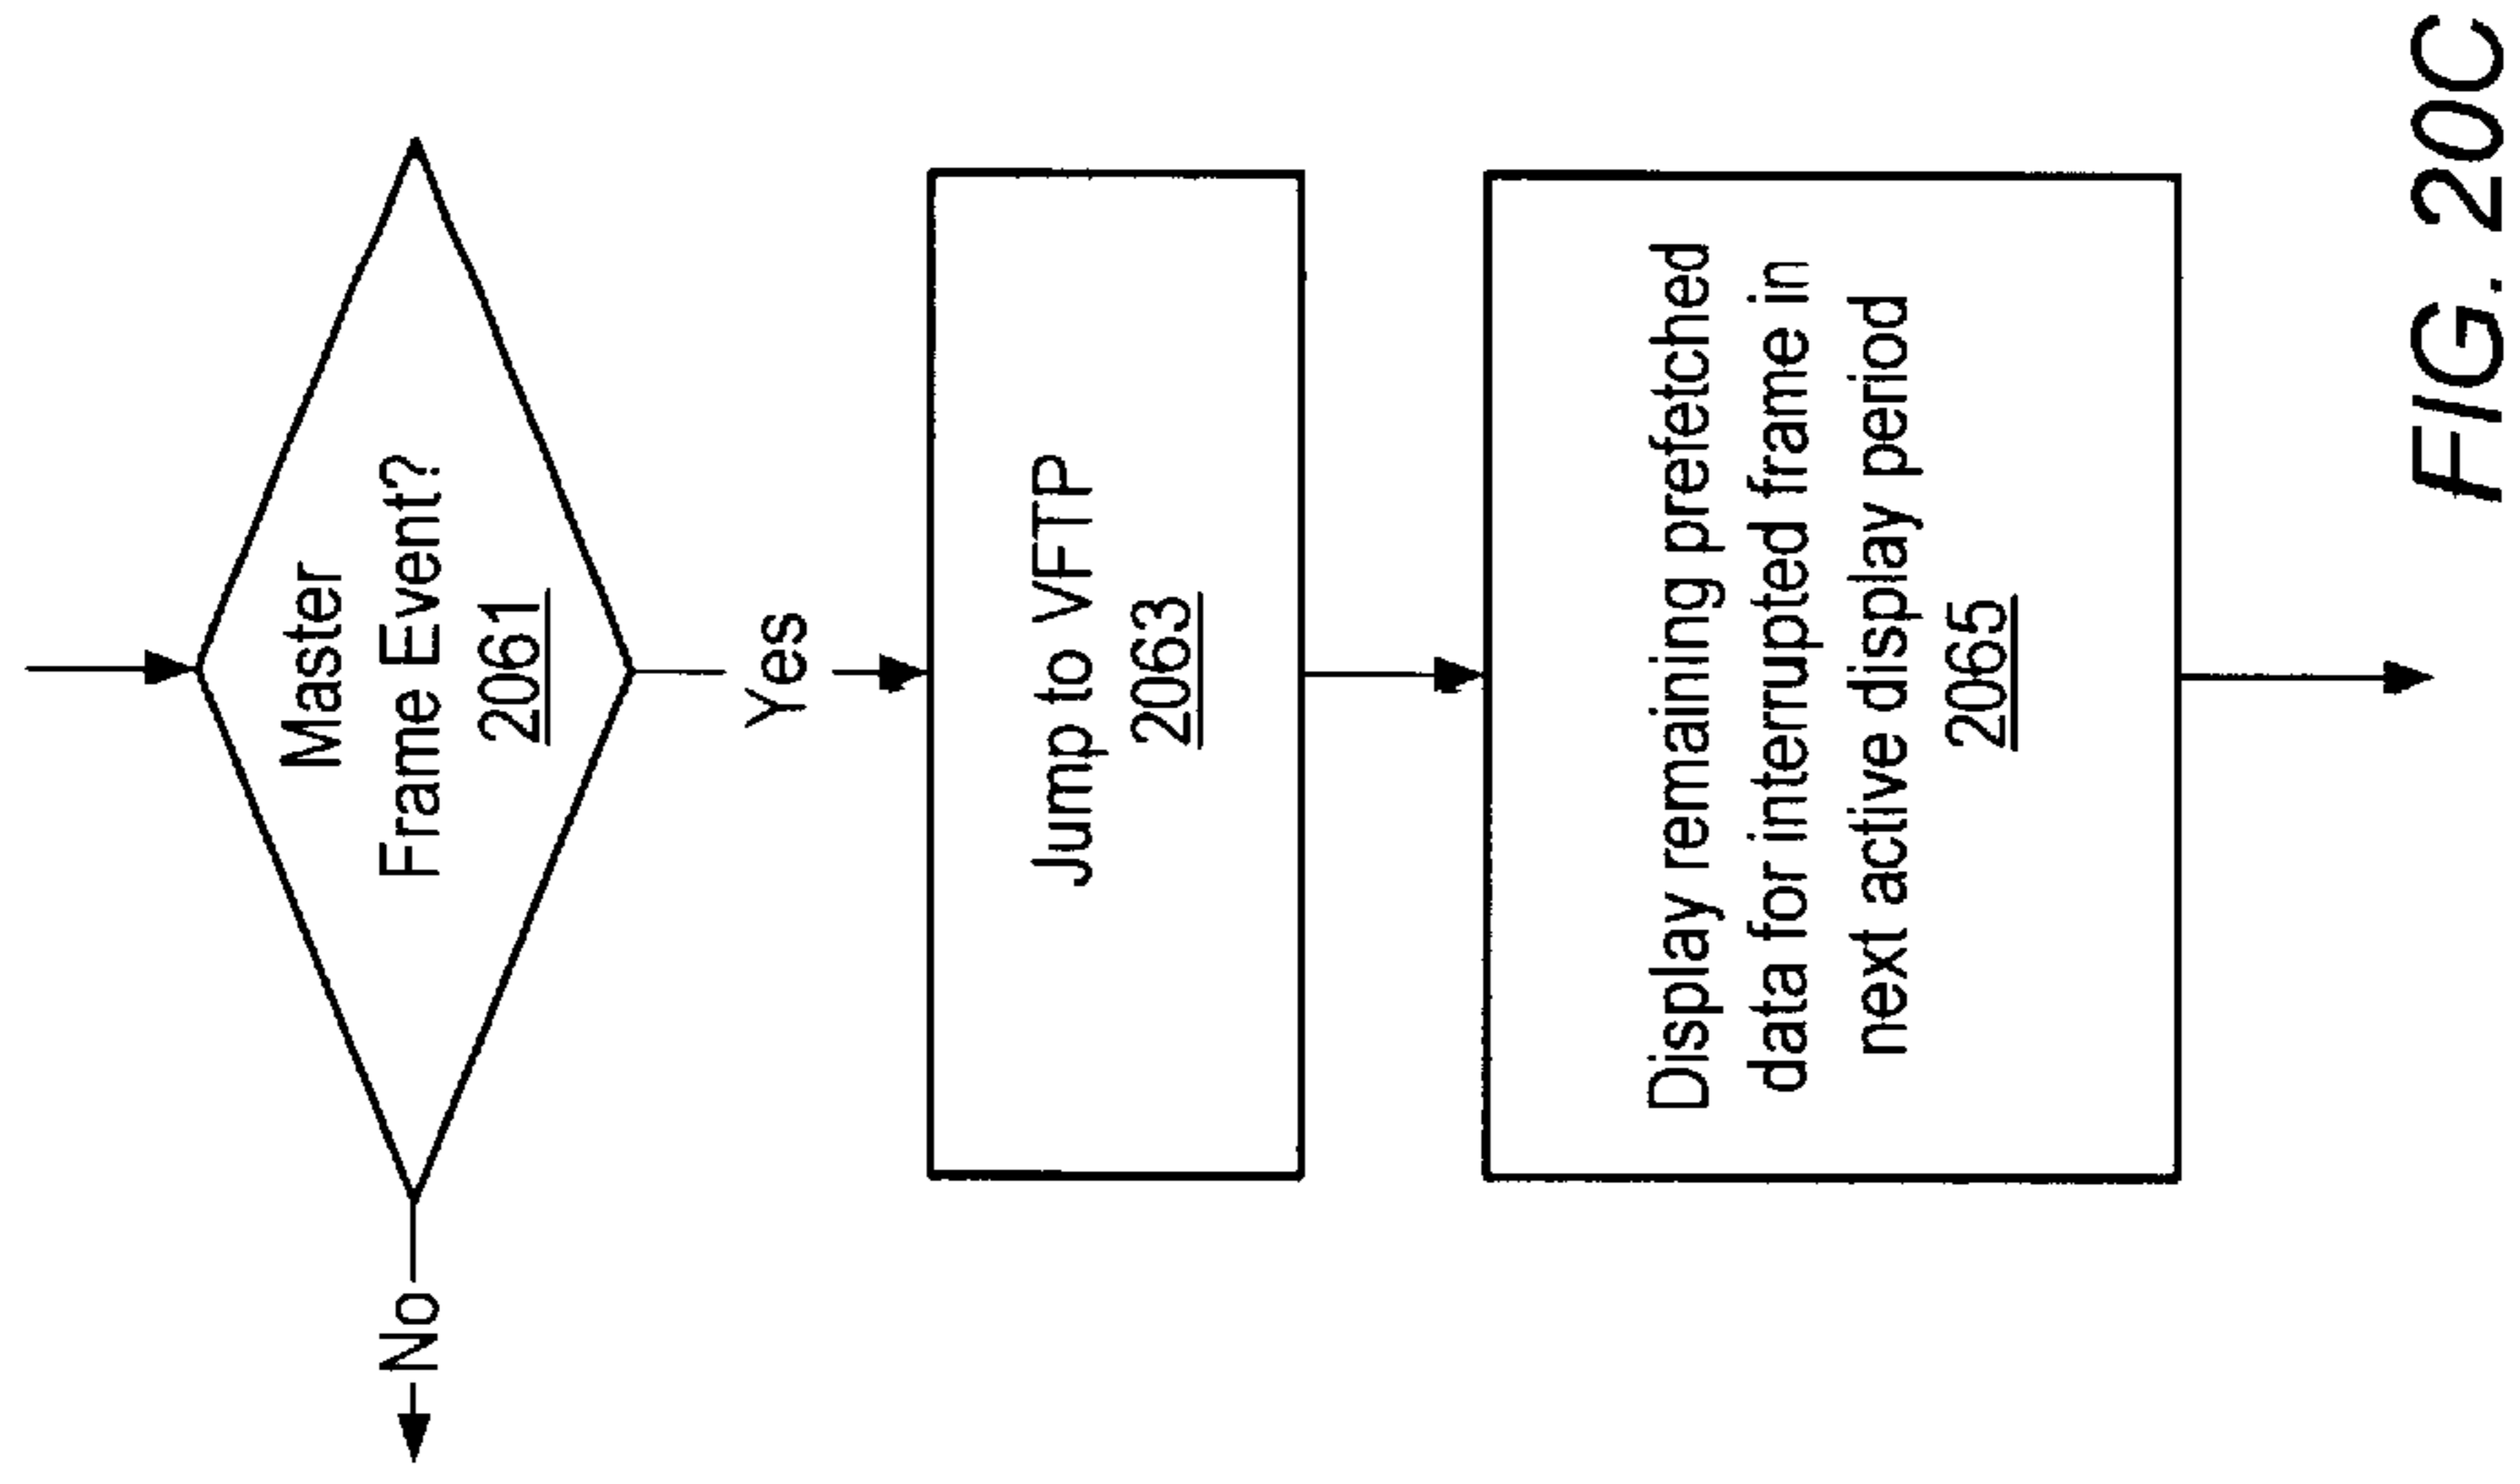 Master
Frame Event?
2061
No
Yes
Jump to VFTP
2063
Display remaining prefetched
data for interrupted frame in
next active display period
2065
FIG. 20C